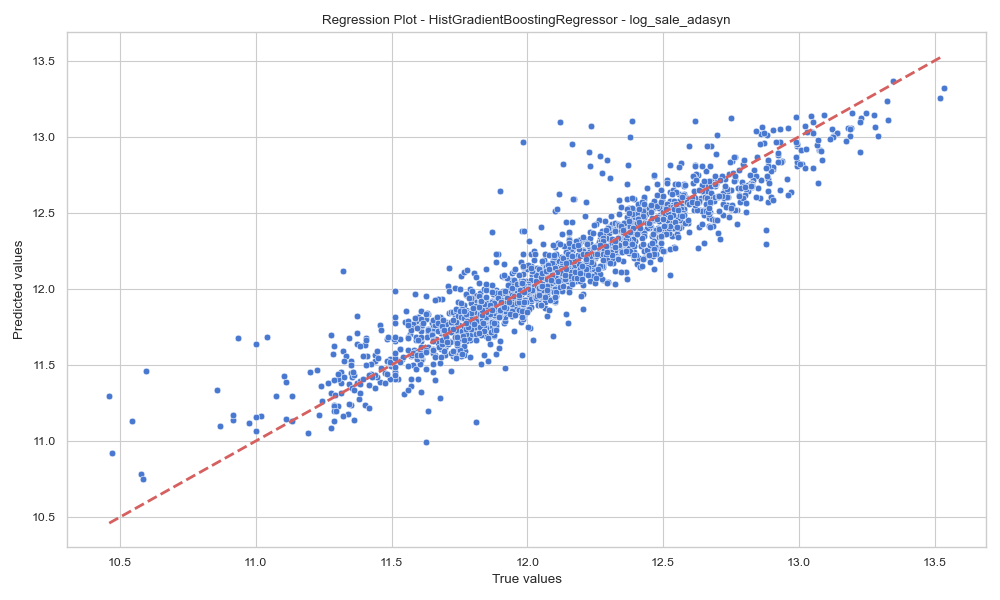 Regression Plot - HistGradientBoostingRegressor - log_sale_adasyn
13.5
13.0
12.5
12.0
11.5
11.0
10.5
Predicted values
10.5 11.0 11.5 12.0 12.5 13.0 13.5
True values